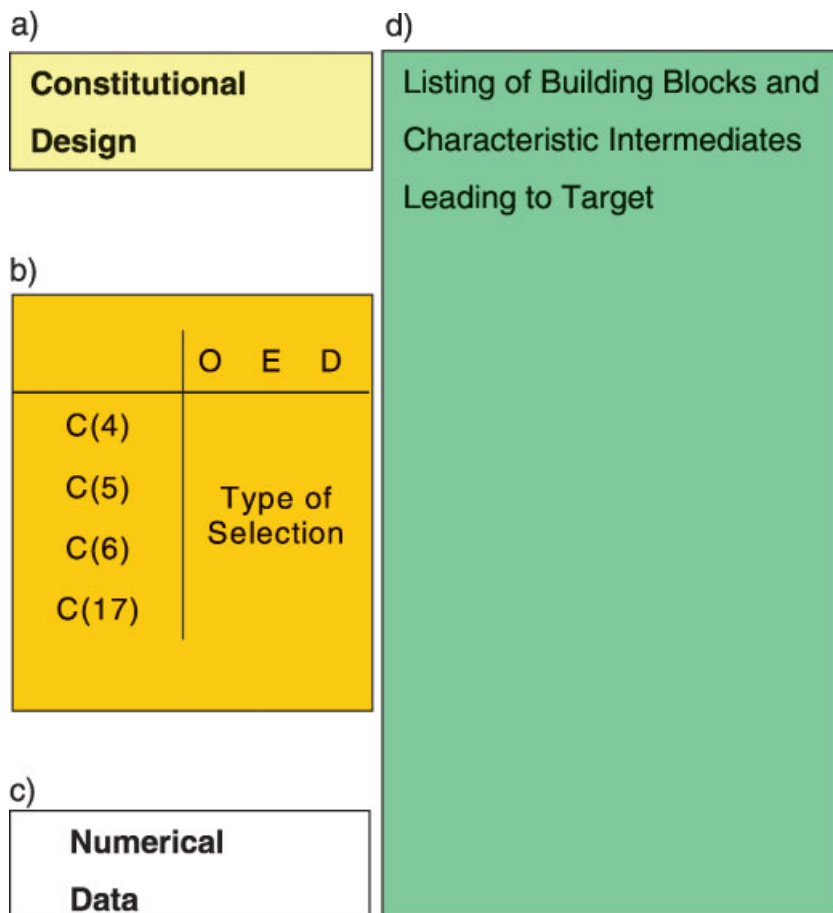 a)
Constitutional
Design
b)
O E D
C(4)
C(5)
C(6)
C(17)
Type of
Selection
c)
Numerical
Data
d)
Listing of Building Blocks and
Characteristic Intermediates
Leading to Target